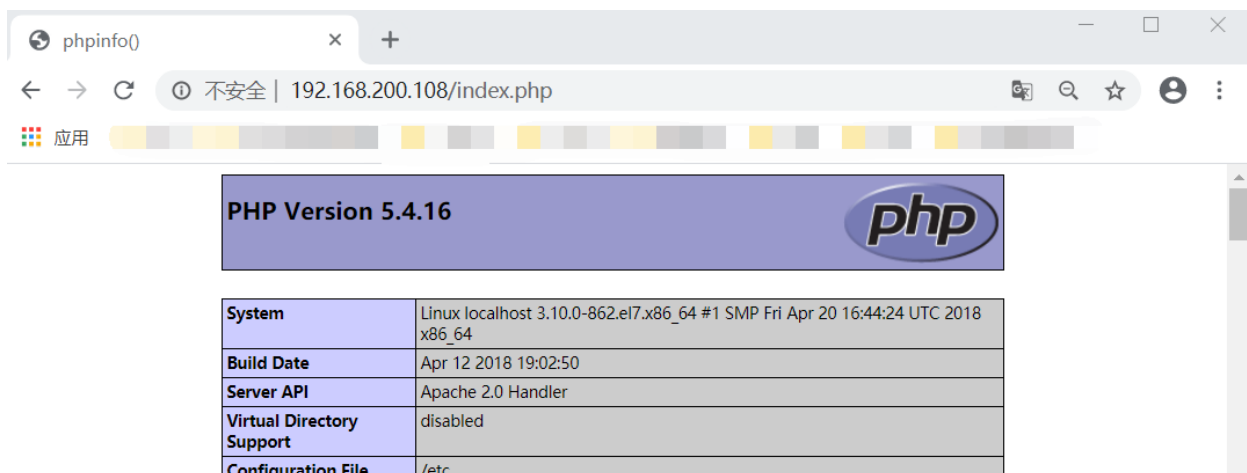 phpinfo()
不安全 | 192.168.200.108/index.php
应用
PHP Version 5.4.16
php
System
Linux localhost 3.10.0-862.el7.x86_64 #1 SMP Fri Apr 20 16:44:24 UTC 2018
x86_64
Build Date
Apr 12 2018 19:02:50
Server API
Apache 2.0 Handler
Virtual Directory
Support
disabled
Configuration File
/etc